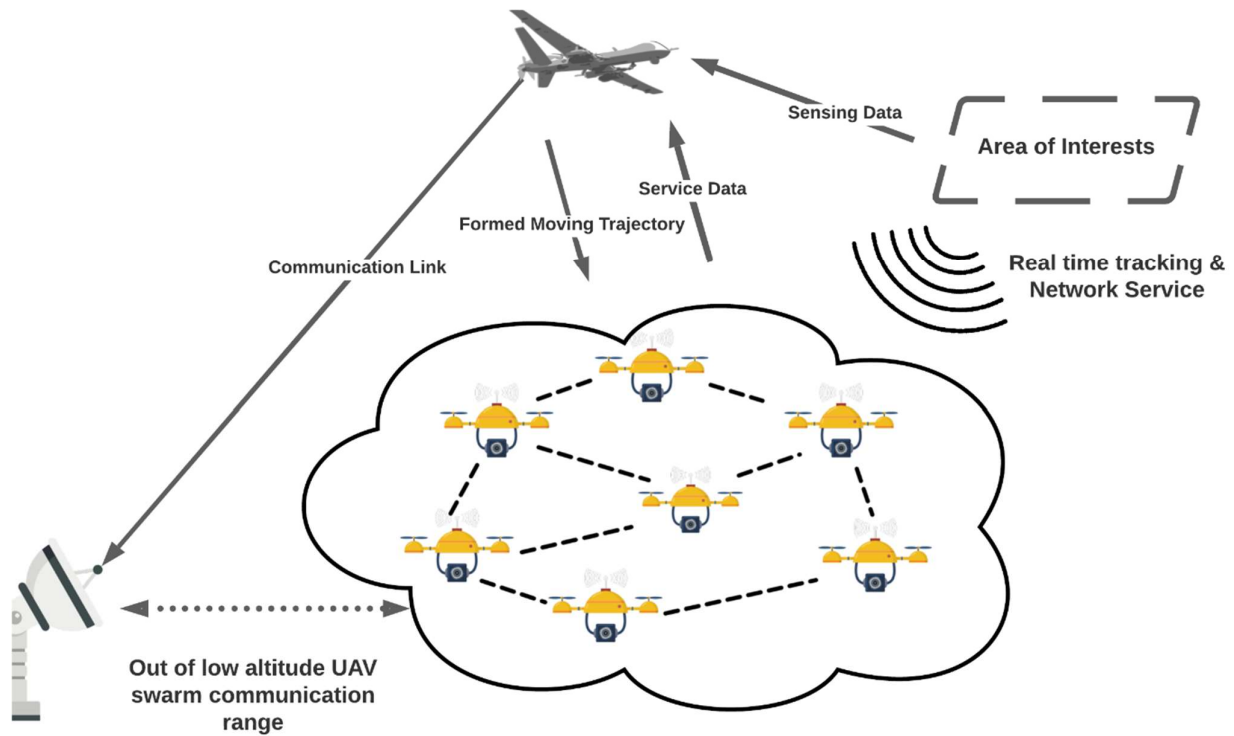 Sensing Data
Area of Interests
Service Data
Formed Moving Trajectory
Communication Link
Real time tracking &
Network Service
Out of low altitude UAV
swarm communication
range